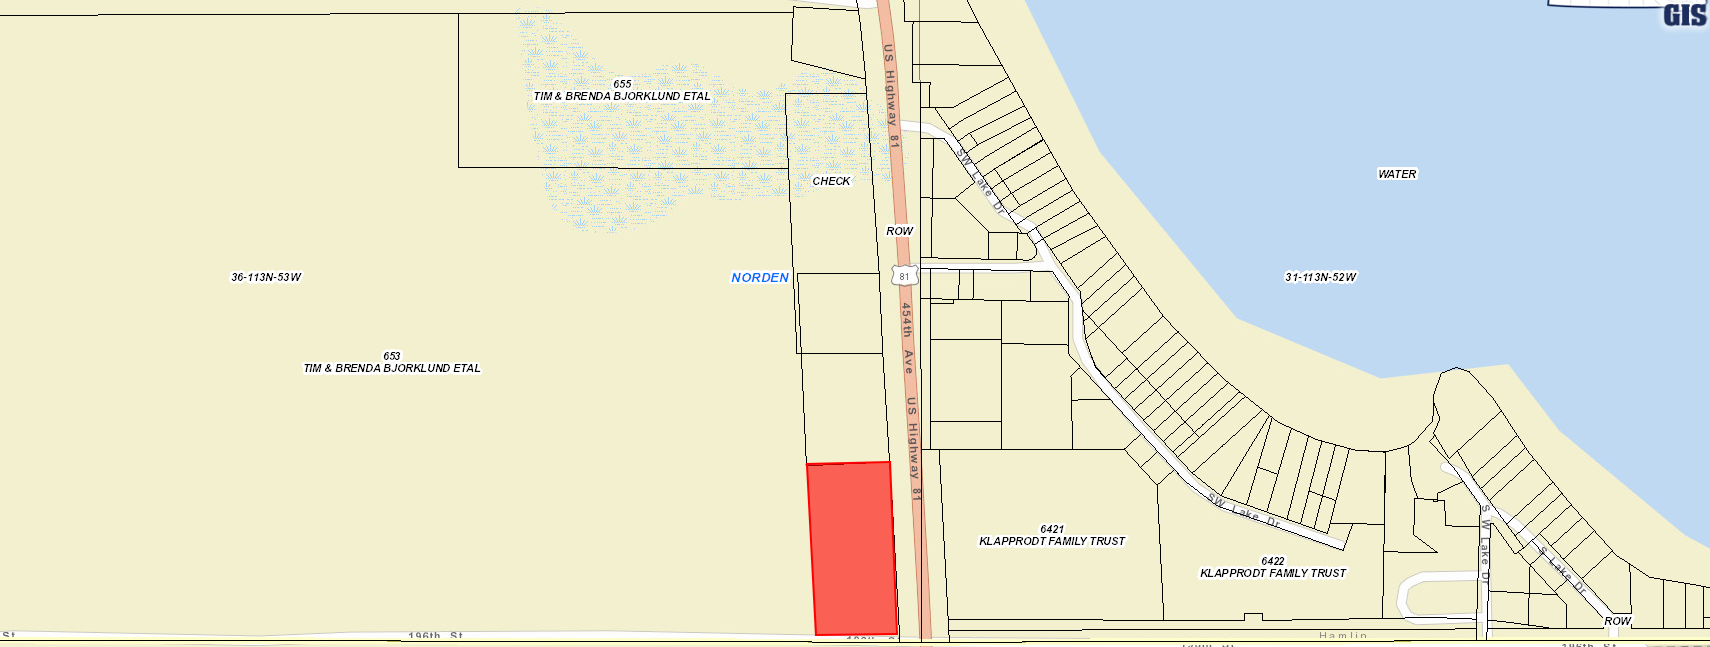 GIS
US Highway 81
655
TIM & BRENDA BJORKLUND ETAL
SW Lake Dr
WATER
CHECK
ROW
36-113N-53W
NORDEN
81
31-113N-52W
454th Ave US Highway 81
653
TIM & BRENDA BJORKLUND ETAL
SW Lake Dr
6421
KLAPPRODT FAMILY TRUST
6422
KLAPPRODT FAMILY TRUST
S W Lake Dr
S Lake Dr
ROW
St
196th St
Hamlin